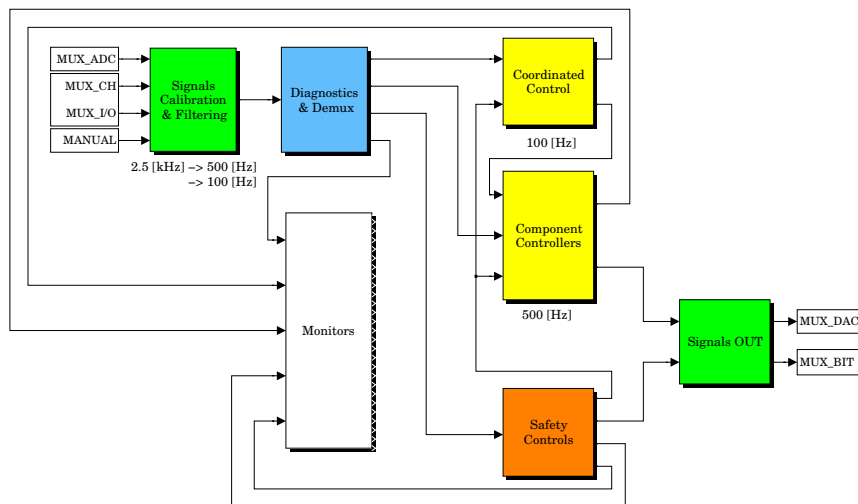 MUX_ADC
MUX_CH
MUX_I/O
MANUAL
Signals
Calibration
& Filtering
2.5 [kHz] –> 500 [Hz]
–> 100 [Hz]
Diagnostics
& Demux
Coordinated
Control
100 [Hz]
Component
Controllers
500 [Hz]
Monitors
Safety
Controls
Signals OUT
MUX_DAC
MUX_BIT